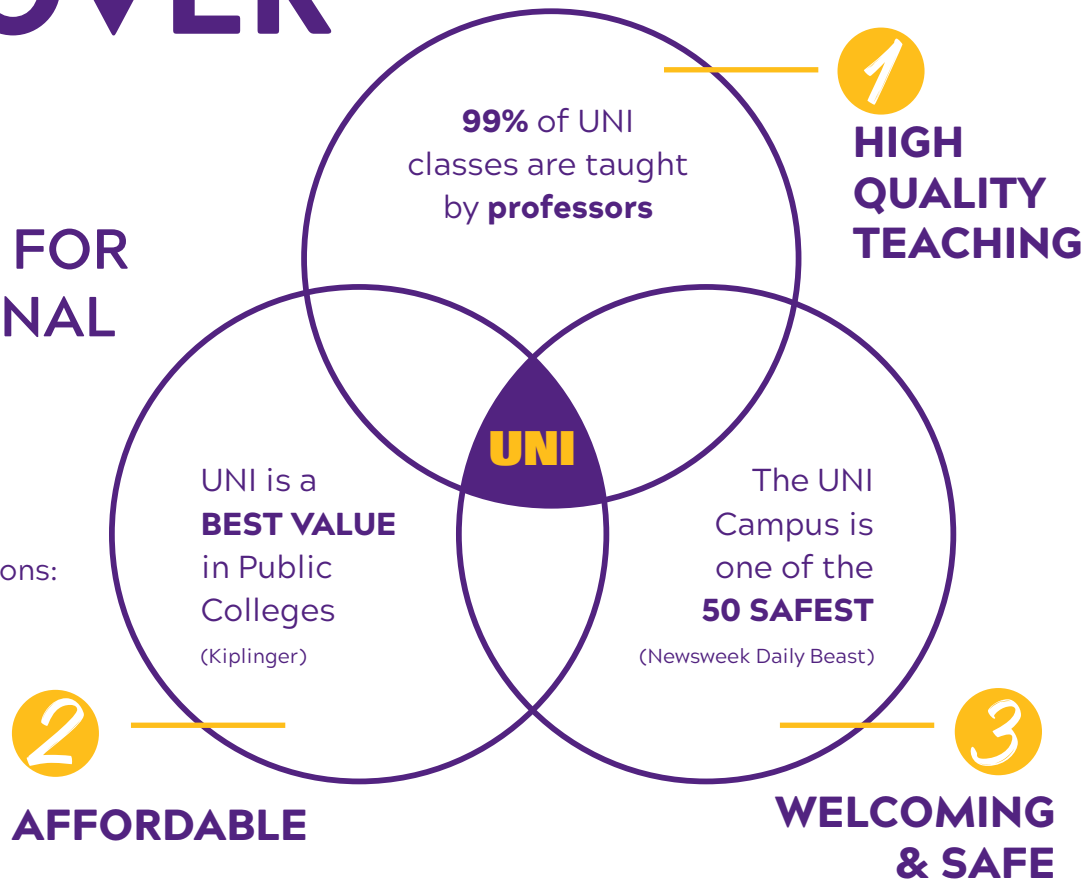 OVER
FOR
NAL
ons:
99% of UNI
classes are taught
by professors
1
HIGH
QUALITY
TEACHING
UNI
UNI is a
BEST VALUE
in Public
Colleges
(Kiplinger)
The UNI
Campus is
one of the
50 SAFEST
(Newsweek Daily Beast)
2
AFFORDABLE
3
WELCOMING
& SAFE